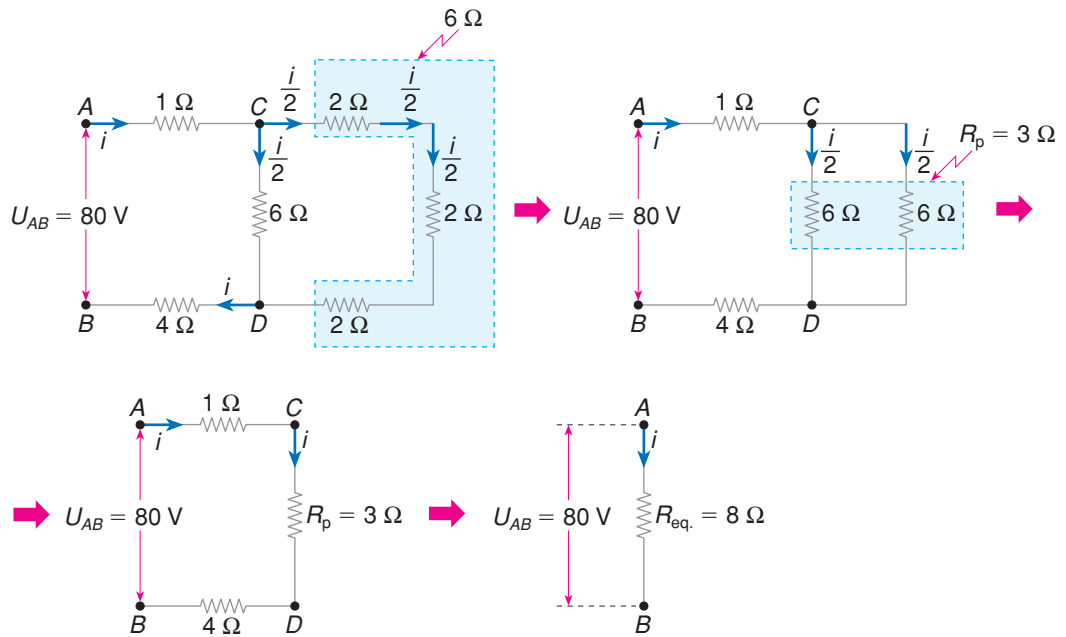 6 Ω
A
1 Ω
C
i/2
2 Ω
i/2
i
i/2
i/2
U_AB = 80 V
6 Ω
2 Ω
i
B
4 Ω
D
2 Ω
A
1 Ω
C
i
i/2
i/2
R_p = 3 Ω
U_AB = 80 V
6 Ω
6 Ω
B
4 Ω
D
A
1 Ω
C
i
i
U_AB = 80 V
R_p = 3 Ω
B
4 Ω
D
A
i
U_AB = 80 V
R_eq. = 8 Ω
B